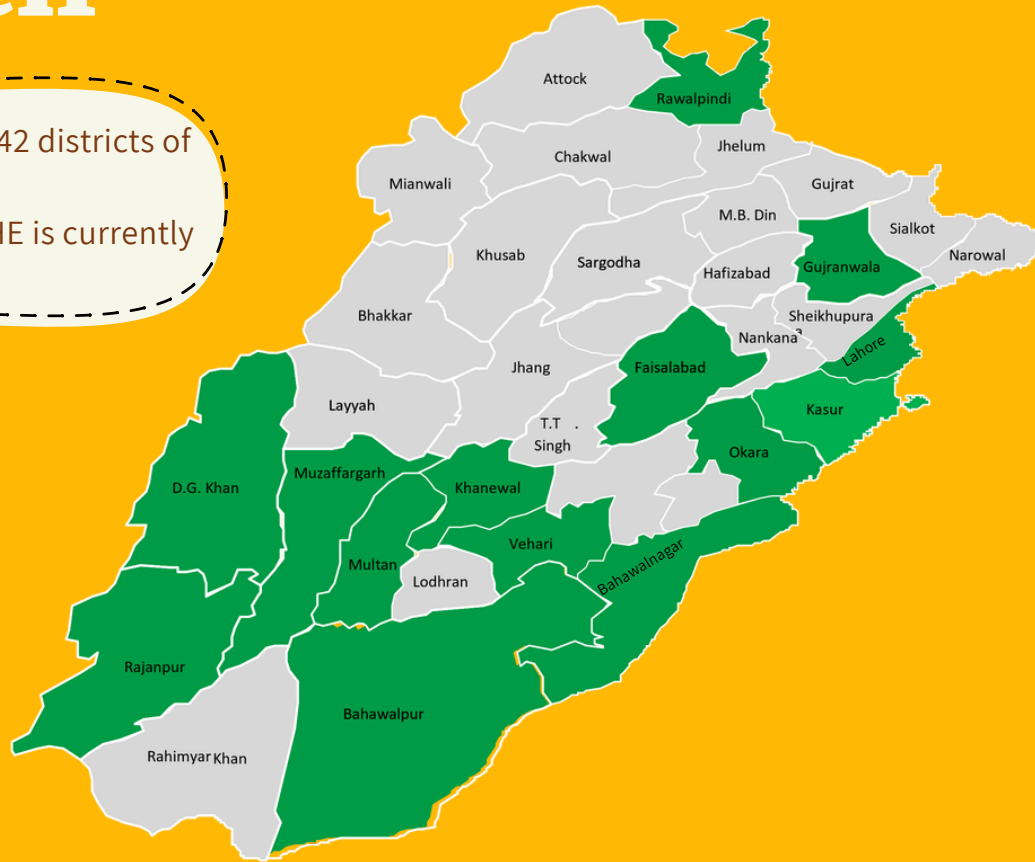 42 districts of
IE is currently
Attock
Rawalpindi
Chakwal
Jhelum
Mianwali
Gujrat
M.B. Din
Sialkot
Khusab
Sargodha
Narowal
Hafizabad
Gujranwala
Bhakkar
Sheikhupura
Nankana
a
Lahore
Jhang
Faisalabad
Layyah
Kasur
T.T .
Singh
Okara
Muzaffargarh
D.G. Khan
Khanewal
Vehari
Multan
Lodhran
Bahawalnagar
Rajanpur
Bahawalpur
Rahimyar Khan